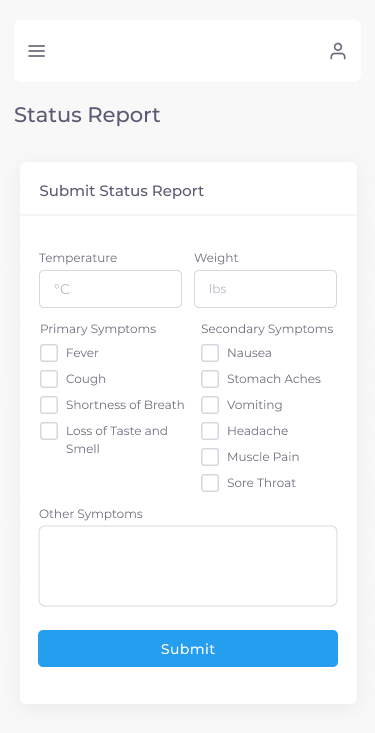 Status Report
Submit Status Report
Temperature
Weight
°C
lbs
Primary Symptoms
Fever
Cough
Shortness of Breath
Loss of Taste and
Smell
Secondary Symptoms
Nausea
Stomach Aches
Vomiting
Headache
Muscle Pain
Sore Throat
Other Symptoms
Submit